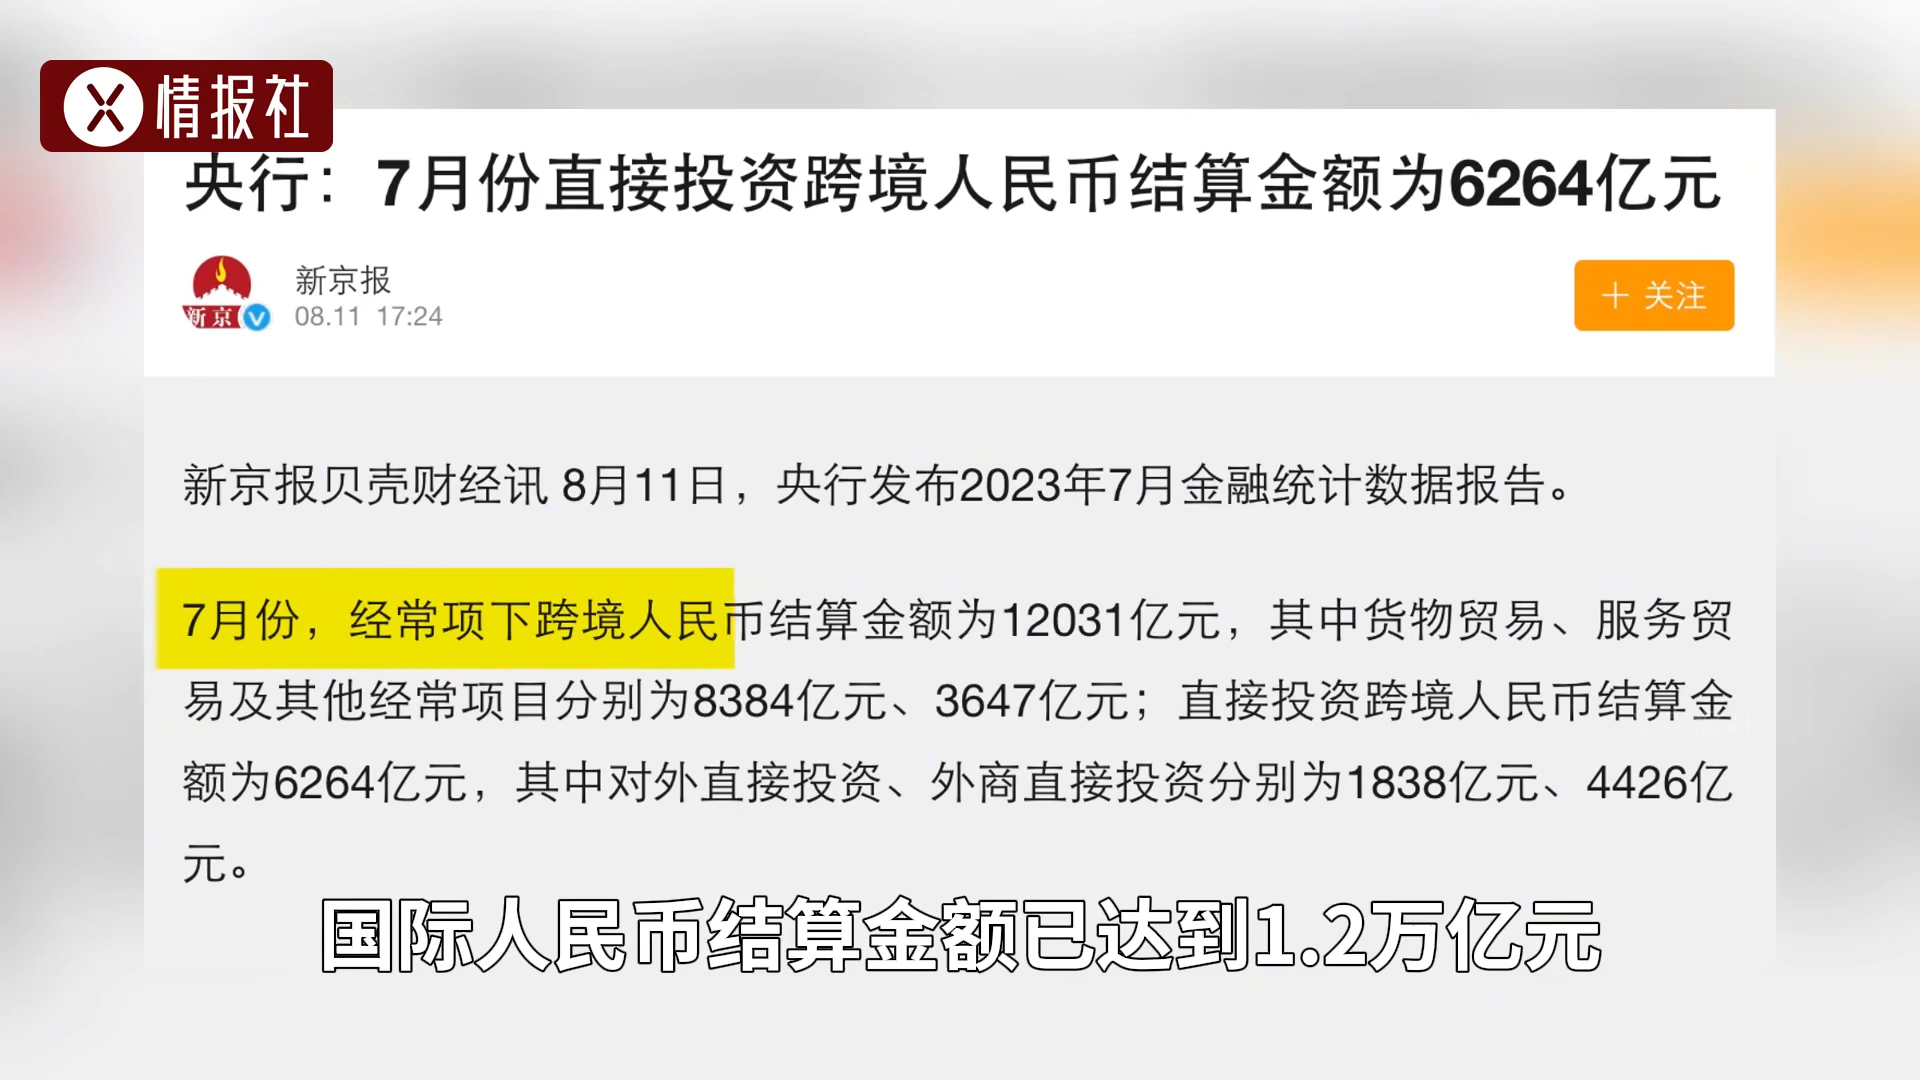 X情报社
央行：7月份直接投资跨境人民币结算金额为6264亿元
新京报
新京
08.11 17:24
＋ 关注
新京报贝壳财经讯 8月11日，央行发布2023年7月金融统计数据报告。
7月份，经常项下跨境人民币结算金额为12031亿元，其中货物贸易、服务贸
易及其他经常项目分别为8384亿元、3647亿元；直接投资跨境人民币结算金
额为6264亿元，其中对外直接投资、外商直接投资分别为1838亿元、4426亿
元。
国际人民币结算金额已达到1.2万亿元